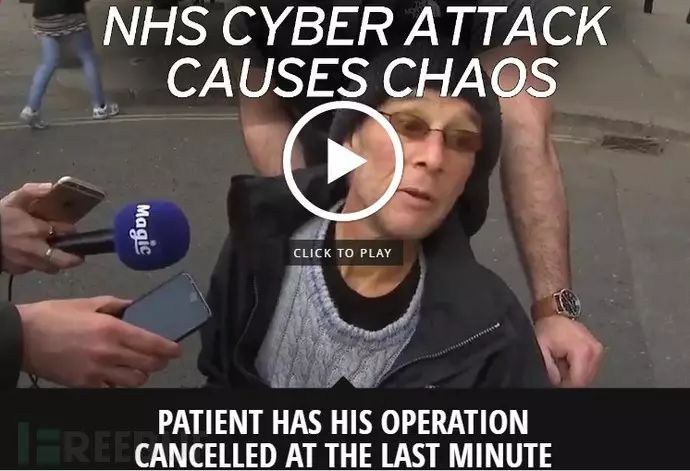 NHS CYBER ATTACK
CAUSES CHAOS
Magic
CLICK TO PLAY
PATIENT HAS HIS OPERATION
CANCELLED AT THE LAST MINUTE